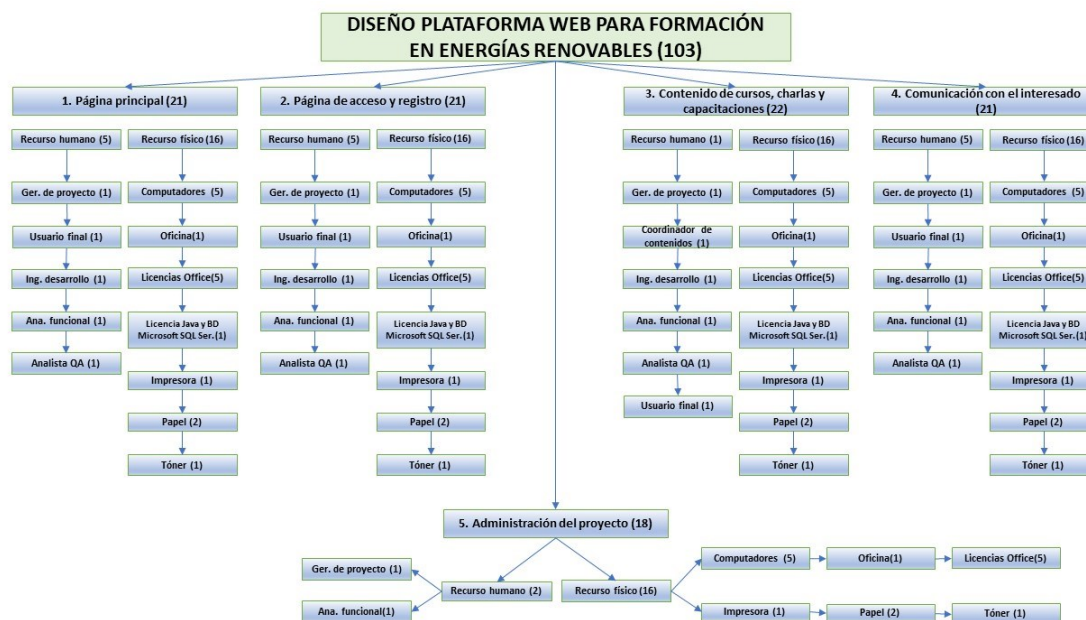 DISEÑO PLATAFORMA WEB PARA FORMACIÓN
EN ENERGÍAS RENOVABLES (103)
1. Página principal (21)
Recurso humano (5)
Ger. de proyecto (1)
Usuario final (1)
Ing. desarrollo (1)
Ana. funcional (1)
Analista QA (1)
Recurso físico (16)
Computadores (5)
Oficina(1)
Licencias Office(5)
Licencia Java y BD
Microsoft SQL Ser.(1)
Impresora (1)
Papel (2)
Tóner (1)
2. Página de acceso y registro (21)
Recurso humano (5)
Ger. de proyecto (1)
Usuario final (1)
Ing. desarrollo (1)
Ana. funcional (1)
Analista QA (1)
Recurso físico (16)
Computadores (5)
Oficina(1)
Licencias Office(5)
Licencia Java y BD
Microsoft SQL Ser.(1)
Impresora (1)
Papel (2)
Tóner (1)
3. Contenido de cursos, charlas y
capacitaciones (22)
Recurso humano (1)
Ger. de proyecto (1)
Coordinador de
contenidos (1)
Ing. desarrollo (1)
Ana. funcional (1)
Analista QA (1)
Usuario final (1)
Recurso físico (16)
Computadores (5)
Oficina(1)
Licencias Office(5)
Licencia Java y BD
Microsoft SQL Ser.(1)
Impresora (1)
Papel (2)
Tóner (1)
4. Comunicación con el interesado
(21)
Recurso humano (5)
Ger. de proyecto (1)
Usuario final (1)
Ing. desarrollo (1)
Ana. funcional (1)
Analista QA (1)
Recurso físico (16)
Computadores (5)
Oficina(1)
Licencias Office(5)
Licencia Java y BD
Microsoft SQL Ser.(1)
Impresora (1)
Papel (2)
Tóner (1)
5. Administración del proyecto (18)
Ger. de proyecto (1)
Ana. funcional(1)
Recurso humano (2)
Recurso físico(16)
Computadores (5)
Oficina(1)
Licencias Office(5)
Impresora (1)
Papel (2)
Tóner (1)